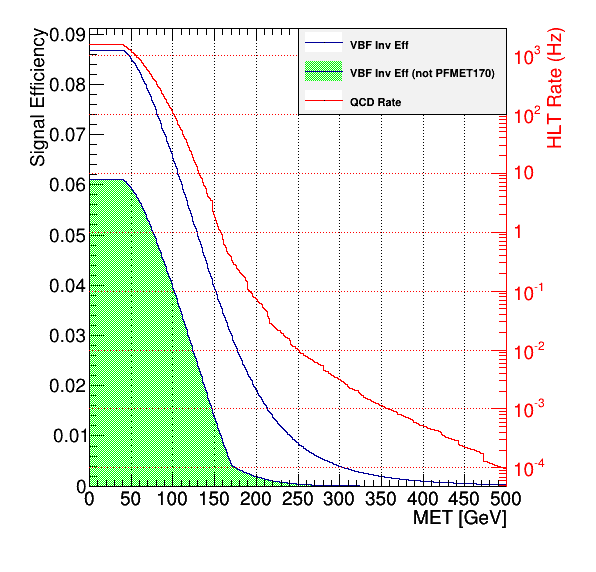 Signal Efficiency
0.09
0.08
0.07
0.06
0.05
0.04
0.03
0.02
0.01
0
VBF Inv Eff
VBF Inv Eff (not PFMET170)
QCD Rate
HLT Rate (Hz)
10³
10²
10
1
10⁻¹
10⁻²
10⁻³
10⁻⁴
0 50 100 150 200 250 300 350 400 450 500
MET [GeV]